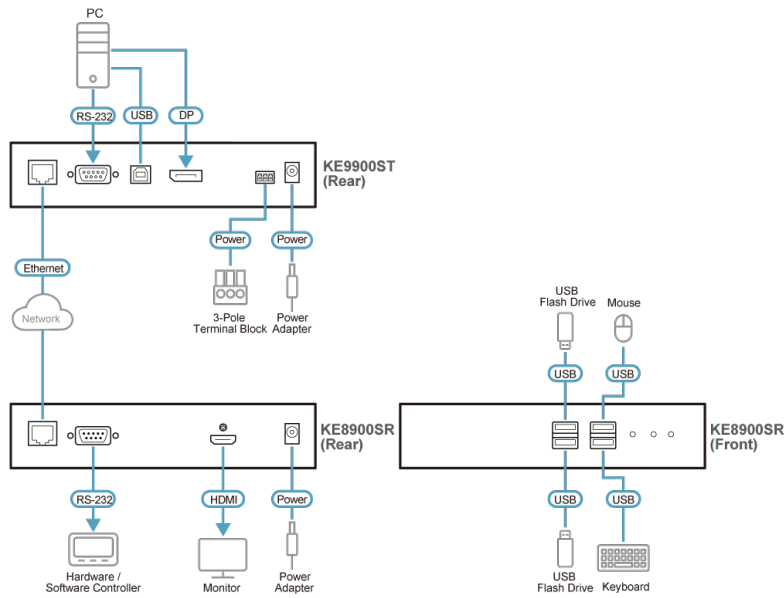 PC
RS-232
USB
DP
KE9900ST
(Rear)
Power
Power
Ethernet
3-Pole
Terminal Block
Power
Adapter
Network
USB
Flash Drive
Mouse
USB
USB
KE8900SR
(Rear)
KE8900SR
(Front)
RS-232
HDMI
Power
USB
USB
Hardware /
Software Controller
Monitor
Power
Adapter
USB
Flash Drive
Keyboard